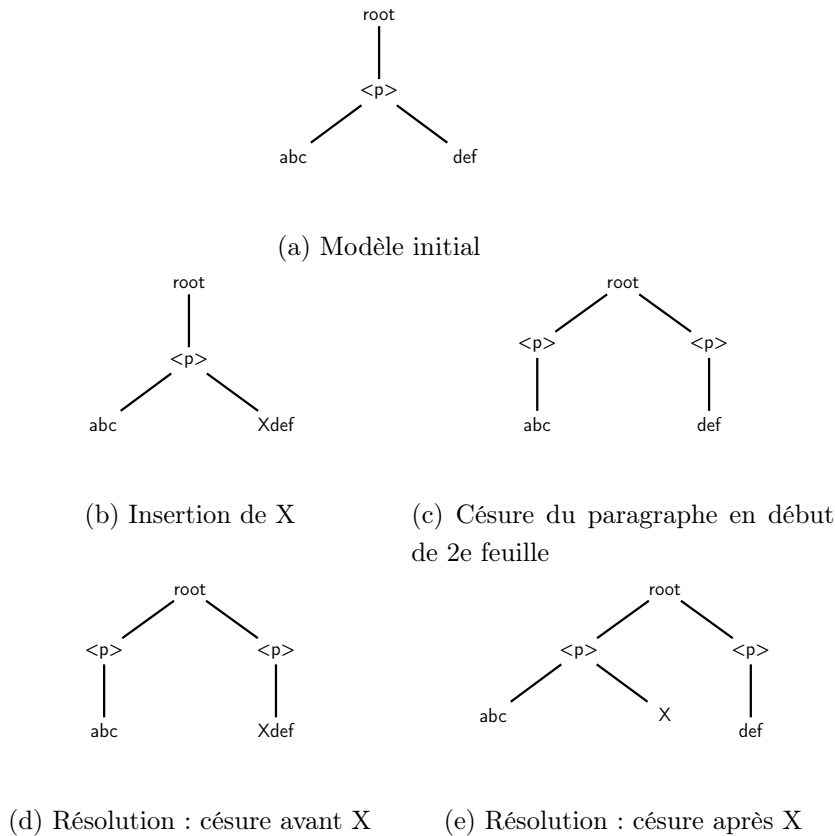 root
<p>
abc def
(a) Modèle initial
root root
<p> <p> <p>
abc Xdef abc def
(b) Insertion de X (c) Césure du paragraphe en début
de 2e feuille
root root
<p> <p> <p> <p>
abc Xdef abc X def
(d) Résolution : césure avant X (e) Résolution : césure après X